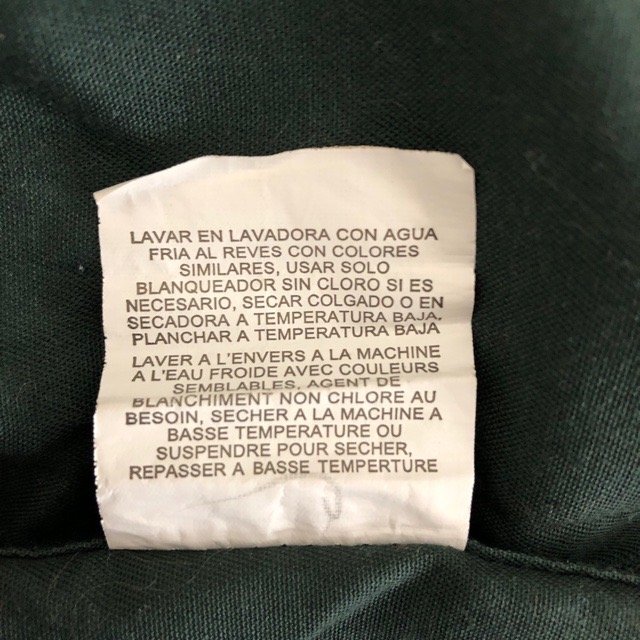 LAVAR EN LAVADORA CON AGUA
FRIA AL REVES CON COLORES
SIMILARES, USAR SOLO
BLANQUEADOR SIN CLORO SI ES
NECESARIO, SECAR COLGADO O EN
SECADORA A TEMPERATURA BAJA.
PLANCHAR A TEMPERATURA BAJA
LAVER A L'ENVERS A LA MACHINE
A L'EAU FROIDE AVEC COULEURS
SEMBLABLES. AGENT DE
BLANCHIMENT NON CHLORE AU
BESOIN, SECHER A LA MACHINE A
BASSE TEMPERATURE OU
SUSPENDRE POUR SECHER,
REPASSER A BASSE TEMPERTURE